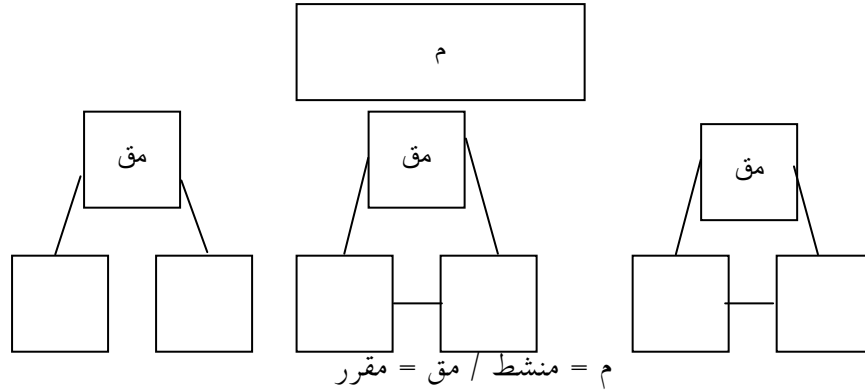 م
مق مق مق
م = منشط / مق = مقرر